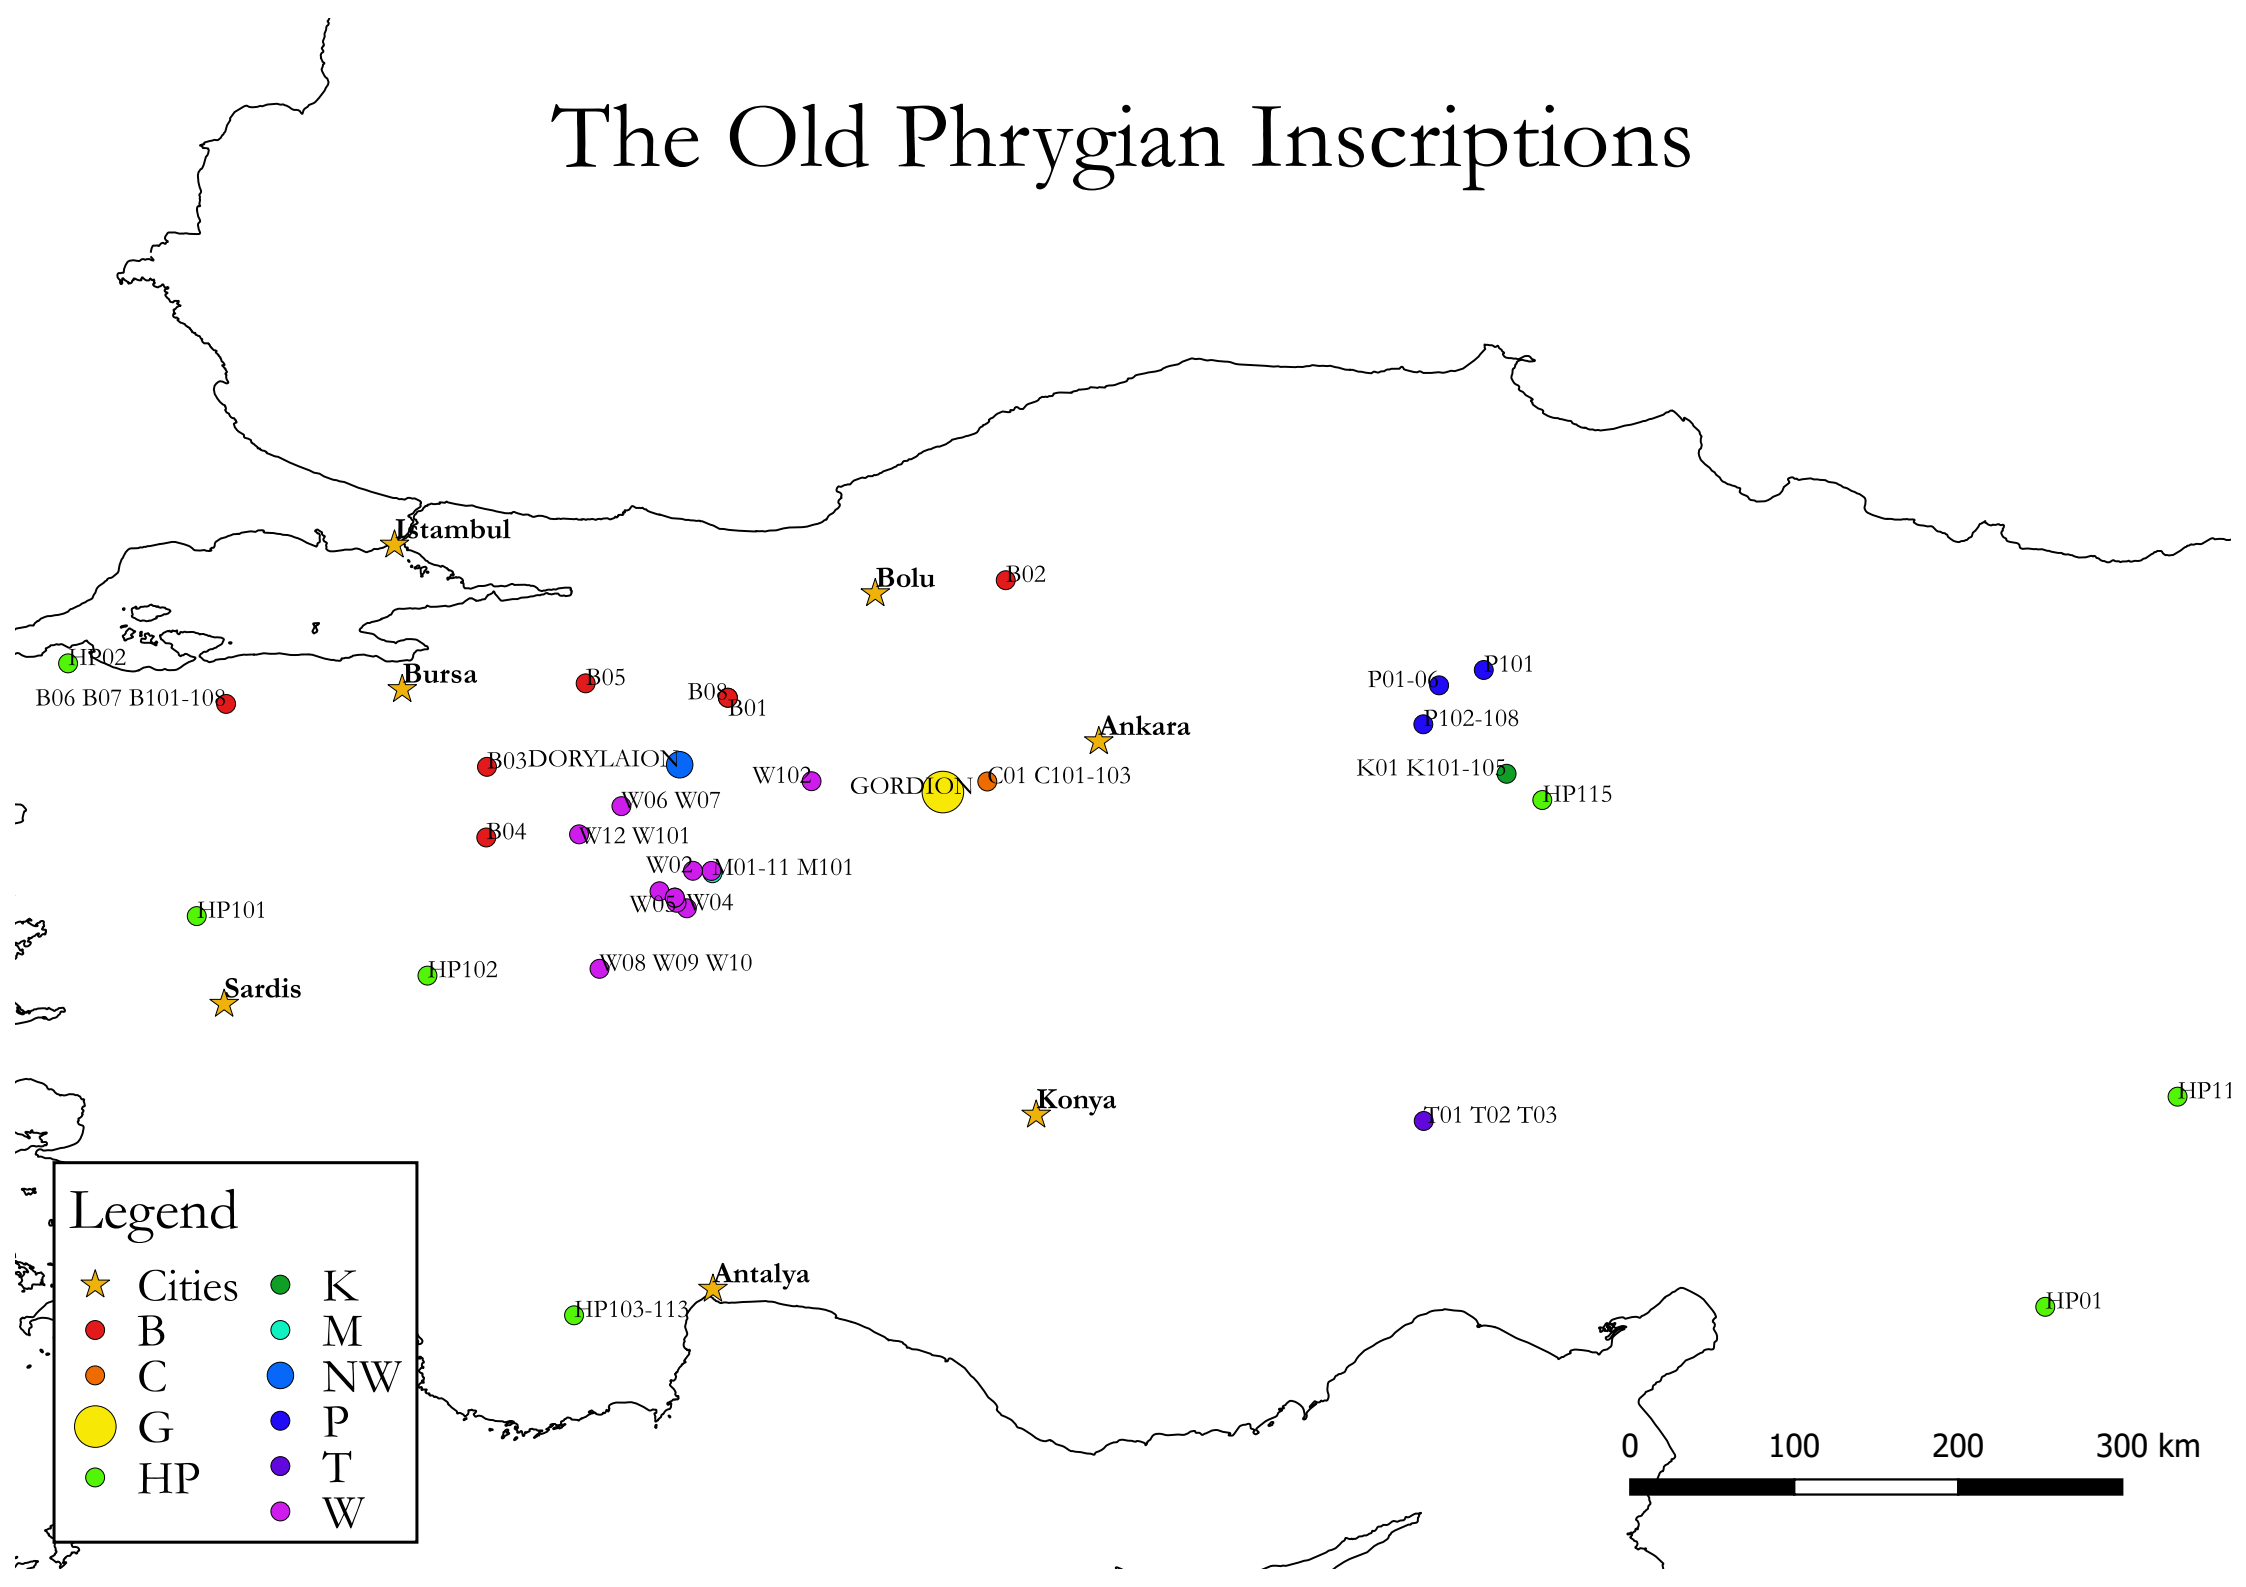 The Old Phrygian Inscriptions
Istambul
Bolu
B02
HP02
Bursa
B05
B08
B01
B06 B07 B101-108
P101
P01-06
P102-108
Ankara
B03
DORYLAION
W102
GORDION
C01 C101-103
K01 K101-105
HP115
W06 W07
B04
W12 W101
W02
M01-11 M101
W05
W04
HP101
HP102
W08 W09 W10
Sardis
Konya
T01 T02 T03
HP11
Antalya
HP103-113
HP01
Legend
Cities
B
C
G
HP
K
M
NW
P
T
W
0 100 200 300 km